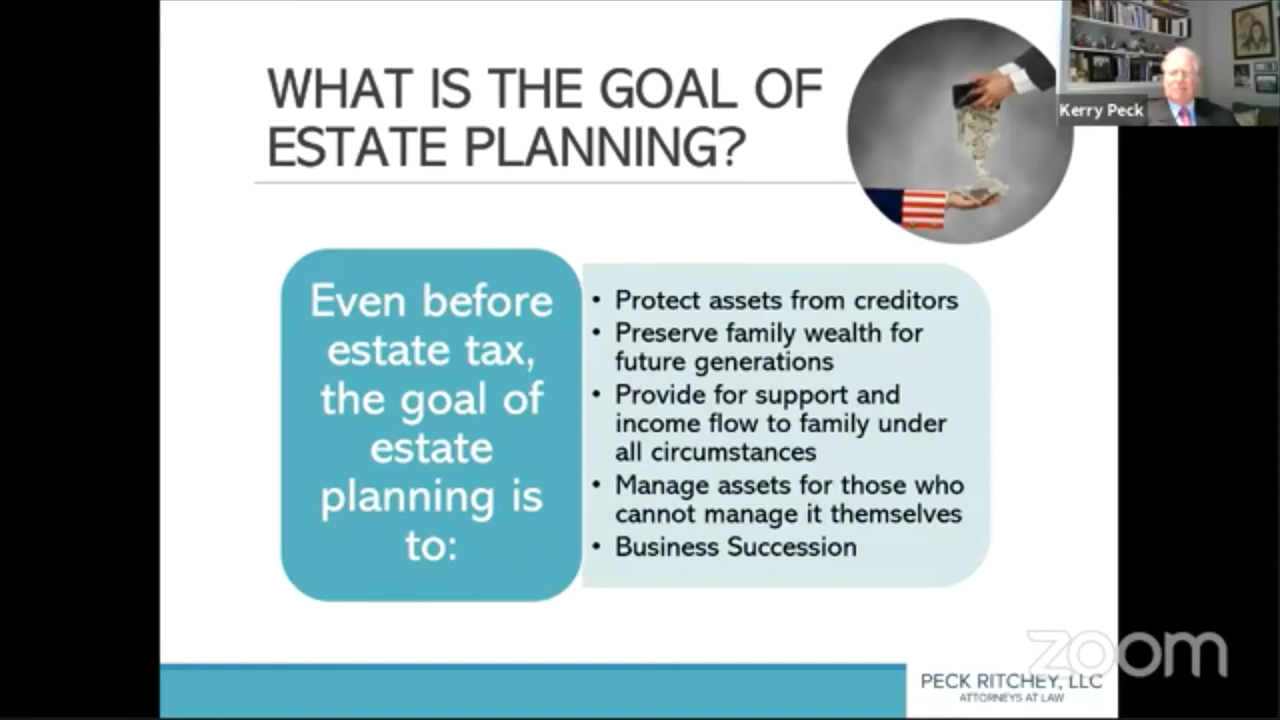 WHAT IS THE GOAL OF
ESTATE PLANNING?
Kerry Peck
Even before
estate tax,
the goal of
estate
planning is
to:
• Protect assets from creditors
• Preserve family wealth for
future generations
• Provide for support and
income flow to family under
all circumstances
• Manage assets for those who
cannot manage it themselves
• Business Succession
zoom
PECK RITCHEY, LLC
ATTORNEYS AT LAW